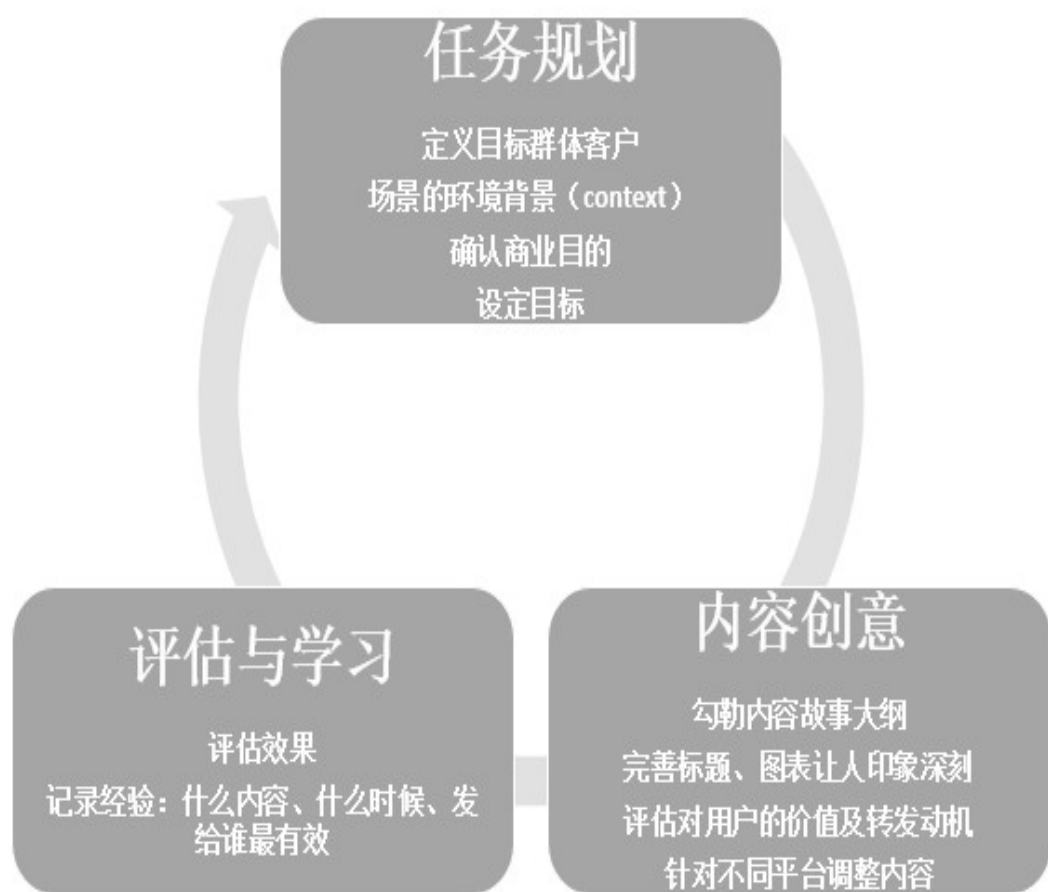 任务规划
定义目标群体客户
场景的环境背景（context）
确认商业目的
设定目标
评估与学习
评估效果
记录经验：什么内容、什么时候、发
给谁最有效
内容创意
勾勒内容故事大纲
完善标题、图表让人印象深刻
评估对用户的价值及转发动机
针对不同平台调整内容